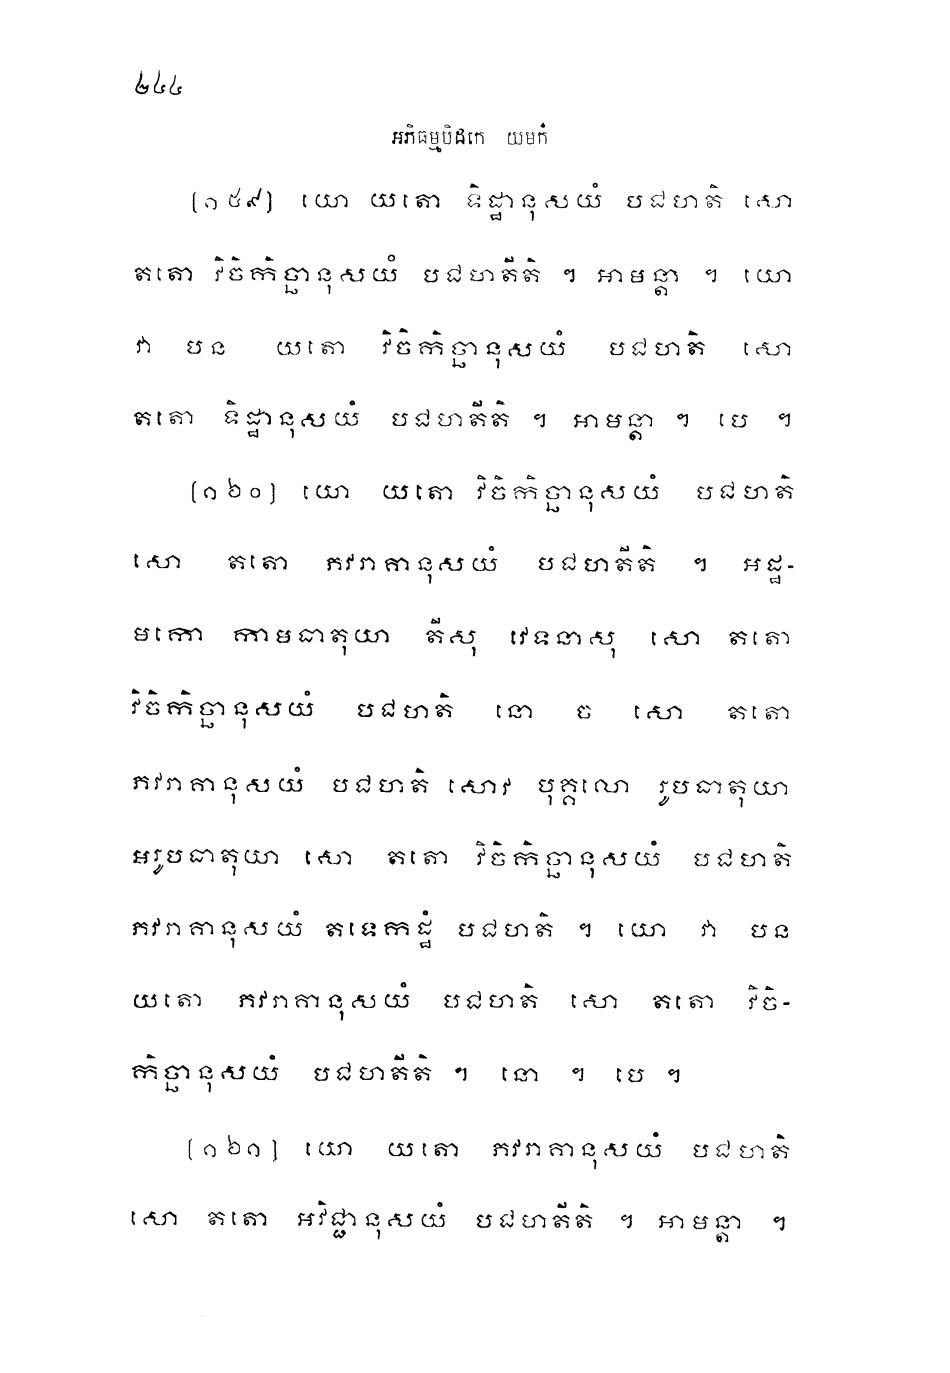 ២៤៤
អភិធម្មបិដកេ យមកំ
(១៥៩) យោ យតោ ទិដ្ឋានុសយំ បជហតិ សោ
តតោ វិចិកិច្ឆានុសយំ បជហតីតិ ។ អាមន្តា ។ យោ
វា បន យតោ វិចិកិច្ឆានុសយំ បជហតិ សោ
តតោ ទិដ្ឋានុសយំ បជហតីតិ ។ អាមន្តា ។ បេ ។
(១៦០) យោ យតោ វិចិកិច្ឆានុសយំ បជហតិ
សោ តតោ ភវរាគានុសយំ បជហតីតិ ។ អដ្ឋ-
មកោ កាមធាតុយា តីសុ វេទនាសុ សោ តតោ
វិចិកិច្ឆានុសយំ បជហតិ នោ ច សោ តតោ
ភវរាគានុសយំ បជហតិ សោវ បុគ្គលោ រូបធាតុយា
អរូបធាតុយា សោ តតោ វិចិកិច្ឆានុសយំ បជហតិ
ភវរាគានុសយំ តទេកដ្ឋំ បជហតិ ។ យោ វា បន
យតោ ភវរាគានុសយំ បជហតិ សោ តតោ វិចិ-
កិច្ឆានុសយំ បជហតីតិ ។ នោ ។ បេ ។
(១៦១) យោ យតោ ភវរាគានុសយំ បជហតិ
សោ តតោ អវិជ្ជានុសយំ បជហតីតិ ។ អាមន្តា ។